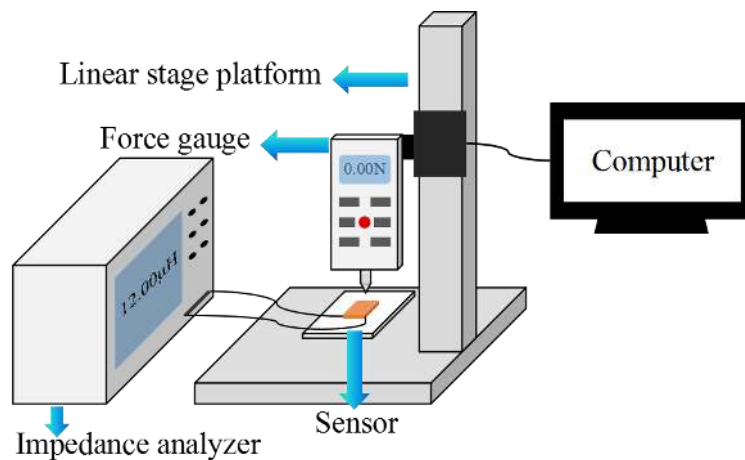 Linear stage platform
Force gauge
0.00N
Computer
12.00μH
Sensor
Impedance analyzer